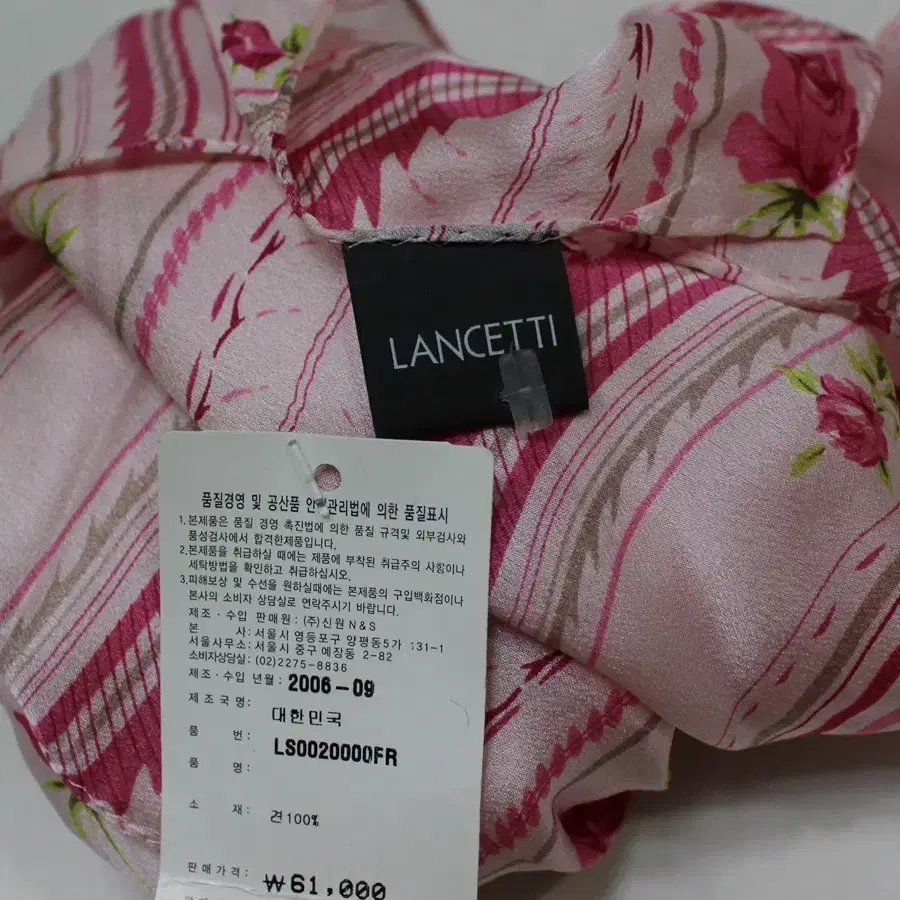 LANCETTI
품질경영 및 공산품 안전관리법에 의한 품질표시
1.본제품은 품질 경영 촉진법에 의한 품질 규격및 외부검사와
품성검사에서 합격한제품입니다.
2.본제품을 취급하실 때에는 제품에 부착된 취급주의 사항이나
세탁방법을 확인하고 취급하십시오.
3.피해보상 및 수선을 원하실때에는 본제품의 구입백화점이나
본사의 소비자 상담실로 연락주시기 바랍니다.
제조·수입 판매원 : (주)신원 N&S
본 사:서울시 영등포구 양평동5가 :31-1
서울사무소:서울시 중구 예장동 2-82
소비자상담실: (02)2275-8836
제조·수입 년월: 2006-09
제조국명: 대한민국
품 번: LS0020000FR
품 명:
소 재: 견100%
판매가격: ₩61,000